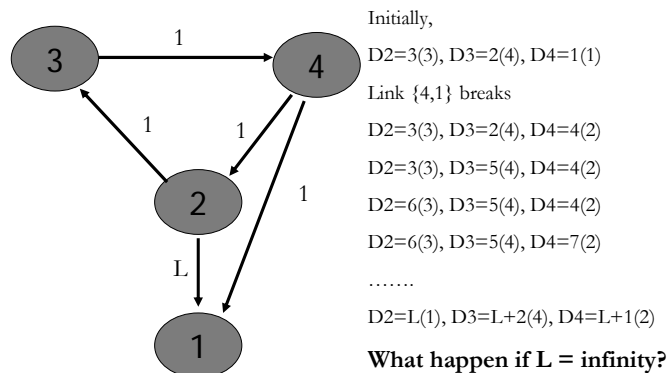 3
1
4
1
1
1
2
L
1
Initially,
D2=3(3), D3=2(4), D4=1(1)
Link {4,1} breaks
D2=3(3), D3=2(4), D4=4(2)
D2=3(3), D3=5(4), D4=4(2)
D2=6(3), D3=5(4), D4=4(2)
D2=6(3), D3=5(4), D4=7(2)
…….
D2=L(1), D3=L+2(4), D4=L+1(2)
What happen if L = infinity?